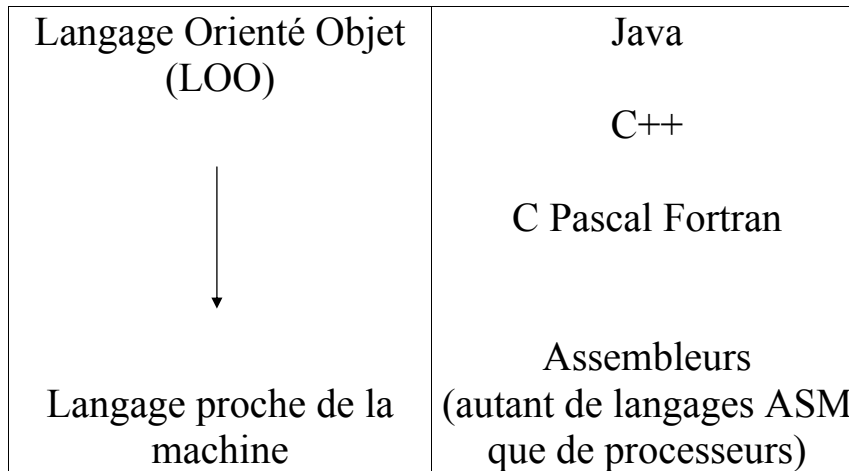 Langage Orienté Objet
(LOO)
Java
C++
C Pascal Fortran
Langage proche de la
machine
Assembleurs
(autant de langages ASM
que de processeurs)